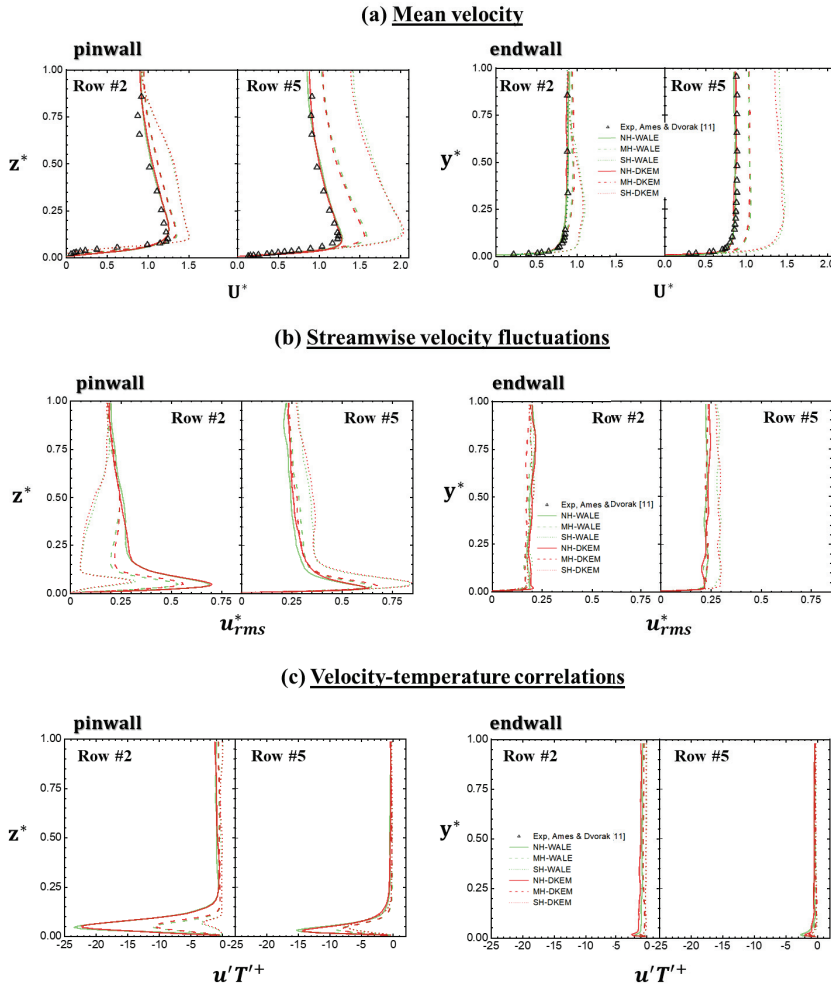 (a) Mean velocity
pinwall
endwall
1.00
Row #2
Row #5
0.75
z*
0.50
0.25
0.00
0
0.5
1.0
1.5
0
0.5
1.0
1.5
2.0
U*
1.00
Row #2
Row #5
0.75
y*
0.50
0.25
0.00
Exp, Ames & Dvorak [11]
NH-WALE
MH-WALE
SH-WALE
NH-DKEM
MH-DKEM
SH-DKEM
0
0.5
1.0
1.5
0
0.5
1.0
1.5
2.0
U*
(b) Streamwise velocity fluctuations
pinwall
endwall
1.00
Row #2
Row #5
0.75
z*
0.50
0.25
0.00
0
0.25
0.5
0.75
0
0.25
0.5
0.75
u*rms
1.00
Row #2
Row #5
0.75
y*
0.50
0.25
0.00
Exp, Ames & Dvorak [11]
NH-WALE
MH-WALE
SH-WALE
NH-DKEM
MH-DKEM
SH-DKEM
0
0.25
0.5
0.75
0
0.25
0.5
0.75
u*rms
(c) Velocity-temperature correlations
pinwall
endwall
1.00
Row #2
Row #5
0.75
z*
0.50
0.25
0.00
-25
-20
-15
-10
-5
0
-25
-20
-15
-10
-5
0
u'T'+
1.00
Row #2
Row #5
0.75
y*
0.50
0.25
0.00
Exp, Ames & Dvorak [11]
NH-WALE
MH-WALE
SH-WALE
NH-DKEM
MH-DKEM
SH-DKEM
-25
-20
-15
-10
-5
0
-25
-20
-15
-10
-5
0
u'T'+